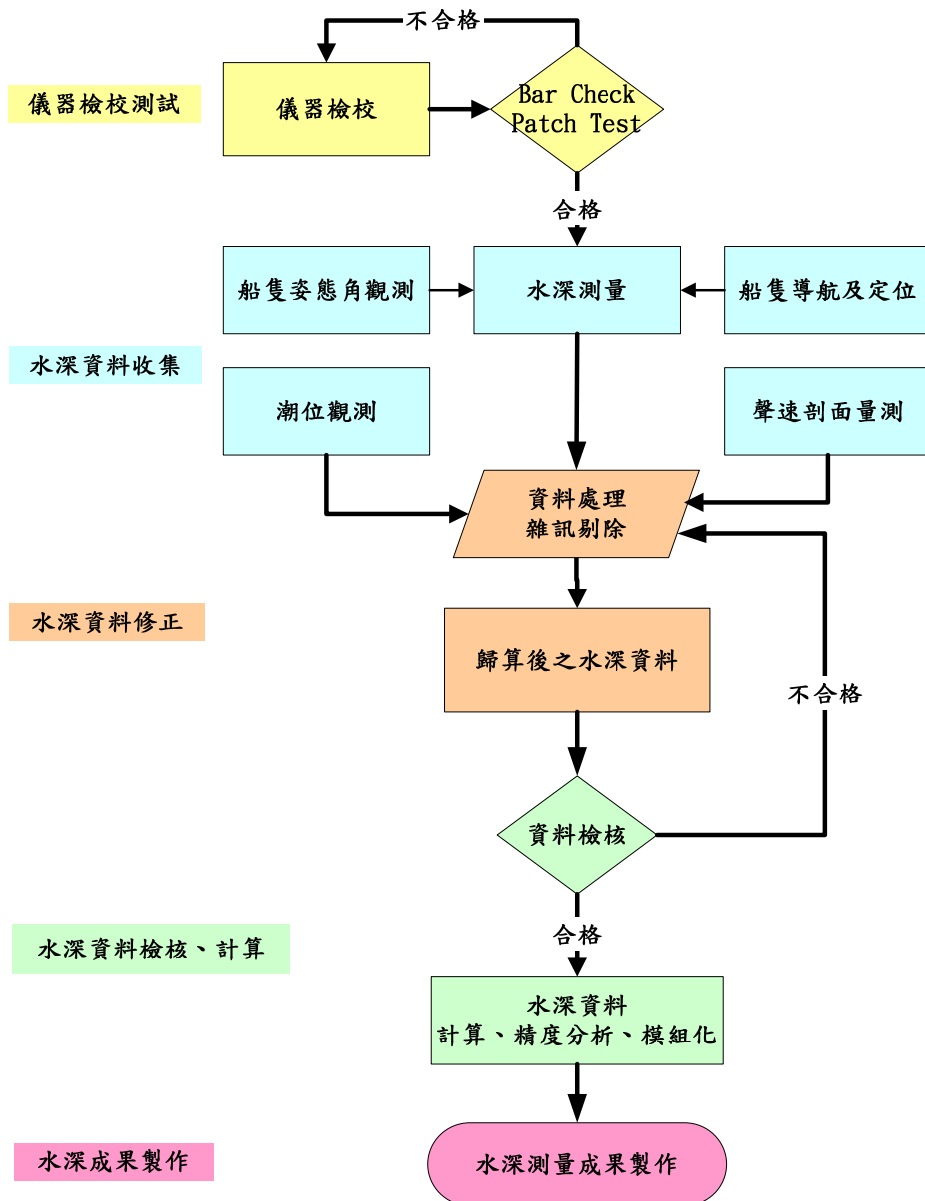 不合格
儀器檢校測試
儀器檢校
Bar Check
Patch Test
合格
船隻姿態角觀測
水深測量
船隻導航及定位
水深資料收集
潮位觀測
聲速剖面量測
資料處理
雜訊剔除
水深資料修正
歸算後之水深資料
不合格
資料檢核
水深資料檢核、計算
合格
水深資料
計算、精度分析、模組化
水深成果製作
水深測量成果製作